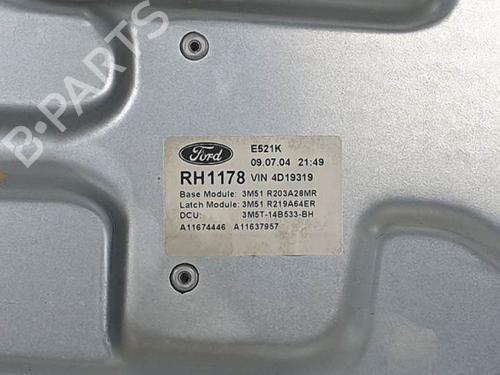 B-PARTS
Ford
E521K
09.07.04 21:49
RH1178 VIN 4D19319
Base Module: 3M51 R203A28MR
Latch Module: 3M51 R219A64ER
DCU: 3M5T-14B533-BH
A11674446 A11637957